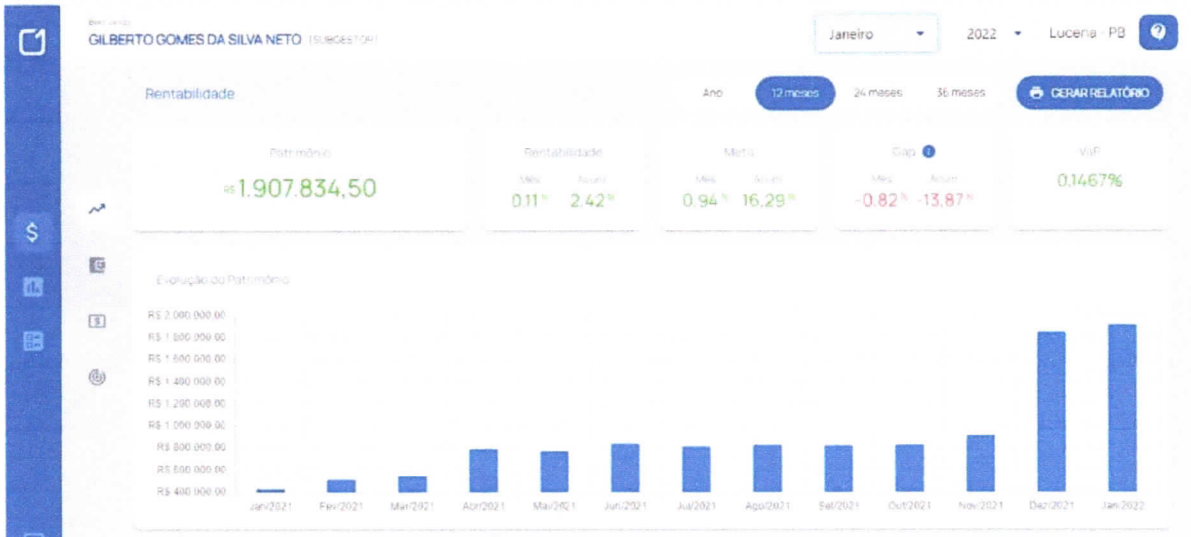 Bem-vindo
GILBERTO GOMES DA SILVA NETO (SUBGESTOR)
Janeiro
2022
Lucena - PB
Rentabilidade
Ano
12 meses
24 meses
36 meses
GERAR RELATÓRIO
Patrimônio
R$ 1.907.834,50
Rentabilidade
Mês Acum
0,11 % 2,42 %
Meta
Mês Acum
0,94 % 16,29 %
Gap
Mês Acum
-0,82 % -13,87 %
VaR
0,1467%
Evolução do Patrimônio
R$ 2.000.000,00
R$ 1.800.000,00
R$ 1.600.000,00
R$ 1.400.000,00
R$ 1.200.000,00
R$ 1.000.000,00
R$ 800.000,00
R$ 600.000,00
R$ 400.000,00
Jan/2021 Fev/2021 Mar/2021 Abr/2021 Mai/2021 Jun/2021 Jul/2021 Ago/2021 Set/2021 Out/2021 Nov/2021 Dez/2021 Jan/2022